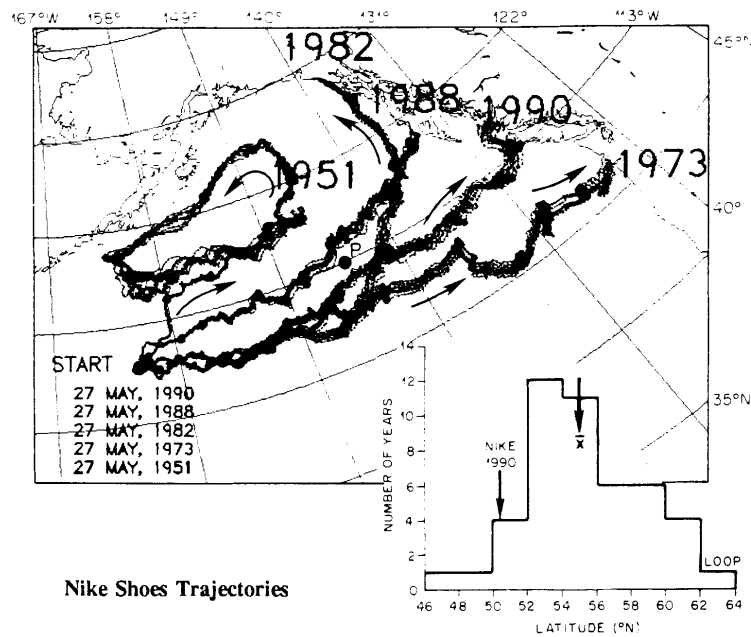 167°W 158° 149° 140° 131° 122° 113°W
45°N
1982
1988
1990
1951
1973
40°
P
START
27 MAY, 1990
27 MAY, 1988
27 MAY, 1982
27 MAY, 1973
27 MAY, 1951
35°N
14
12
10
8
6
4
2
0
NUMBER OF YEARS
x̄
NIKE
1990
LOOP
46 48 50 52 54 56 58 60 62 64
LATITUDE (°N)
Nike Shoes Trajectories